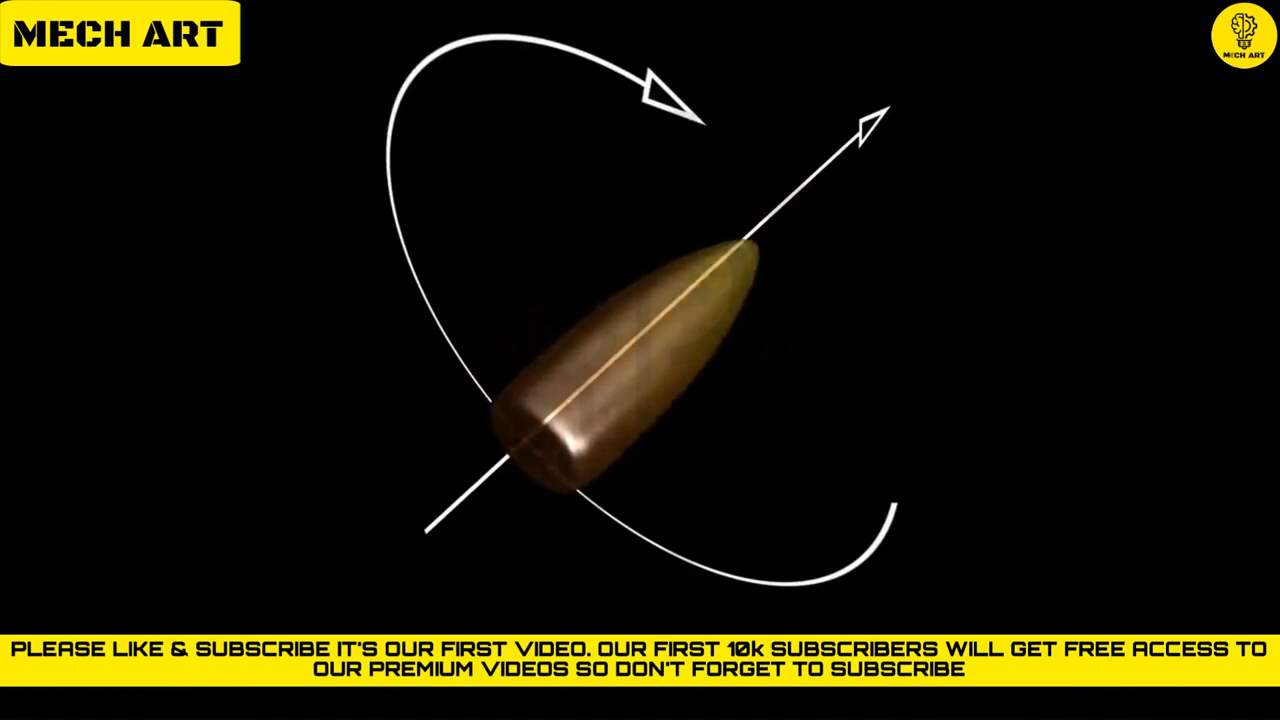 MECH ART
MECH ART
PLEASE LIKE & SUBSCRIBE IT'S OUR FIRST VIDEO. OUR FIRST 10k SUBSCRIBERS WILL GET FREE ACCESS TO
OUR PREMIUM VIDEOS SO DON'T FORGET TO SUBSCRIBE